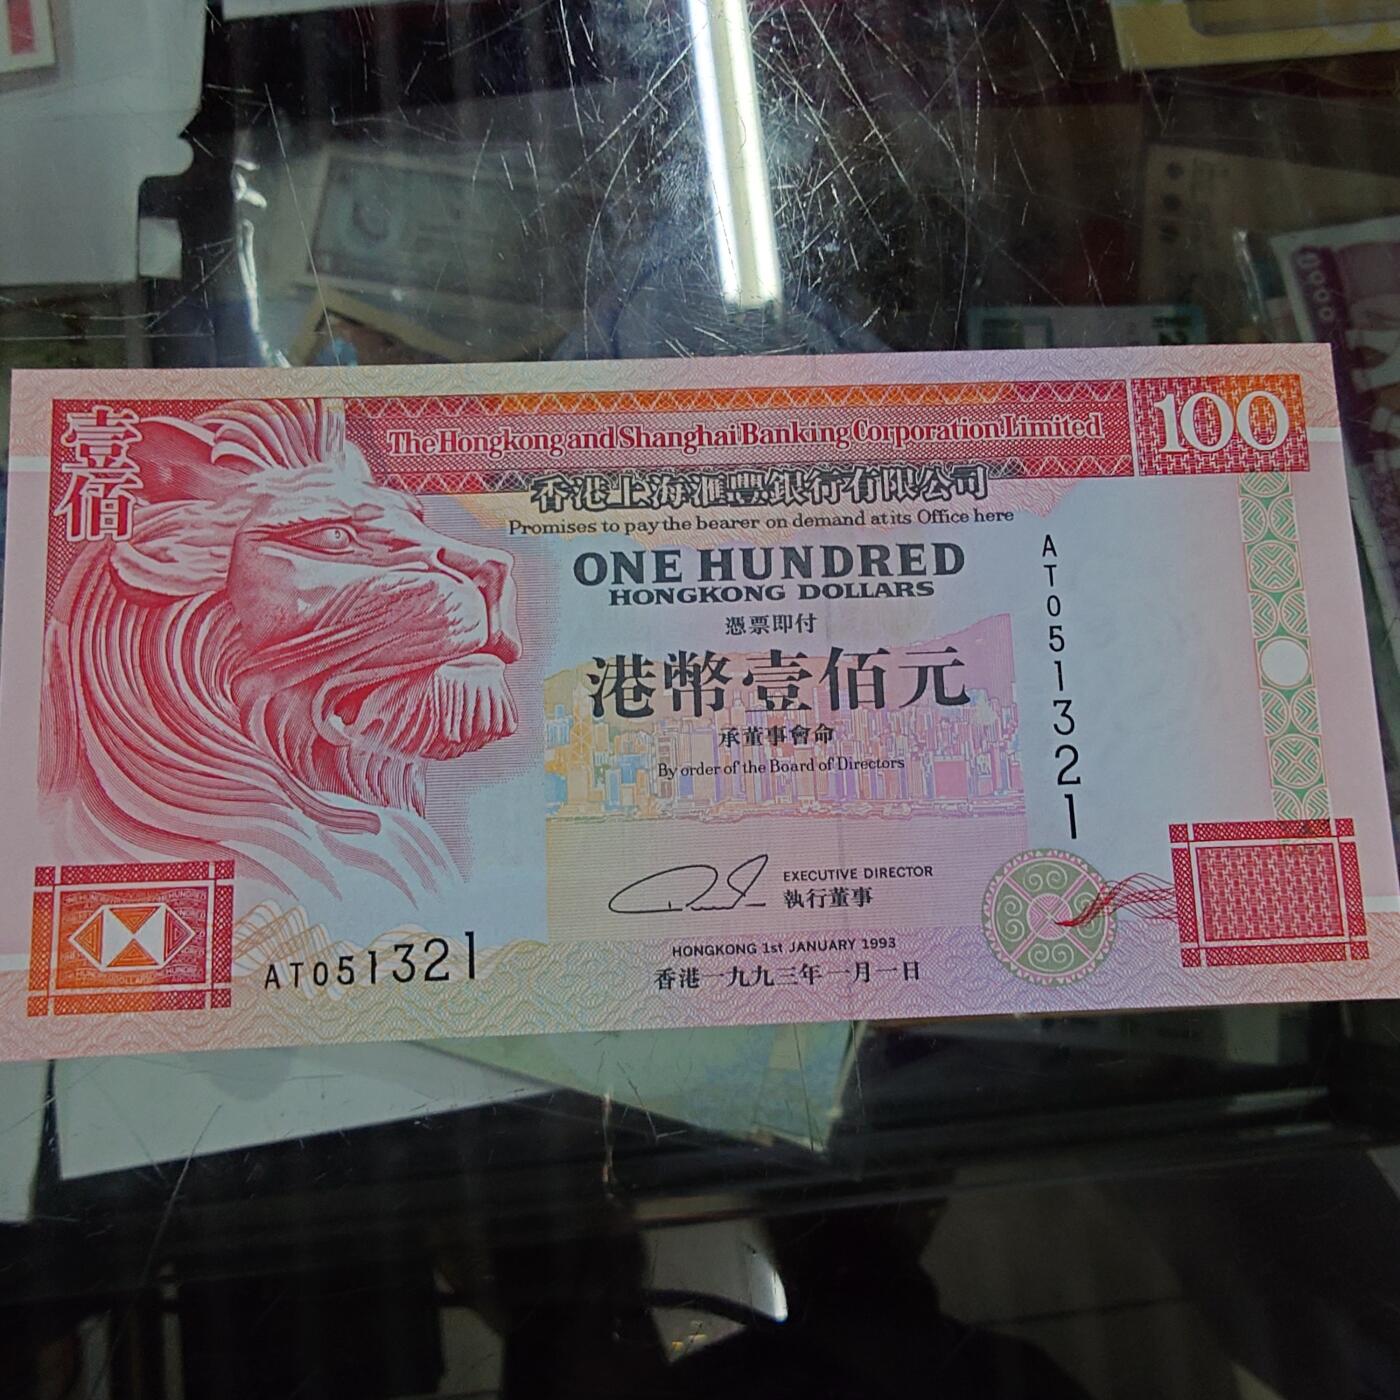 壹佰
The Hongkong and Shanghai Banking Corporation Limited
100
香港上海滙豐銀行有限公司
Promises to pay the bearer on demand at its Office here
ONE HUNDRED
HONGKONG DOLLARS
憑票即付
港幣壹佰元
承董事會命
By order of the Board of Directors
AT051321
EXECUTIVE DIRECTOR
執行董事
HONGKONG 1st JANUARY 1993
香港一九九三年一月一日
AT051321